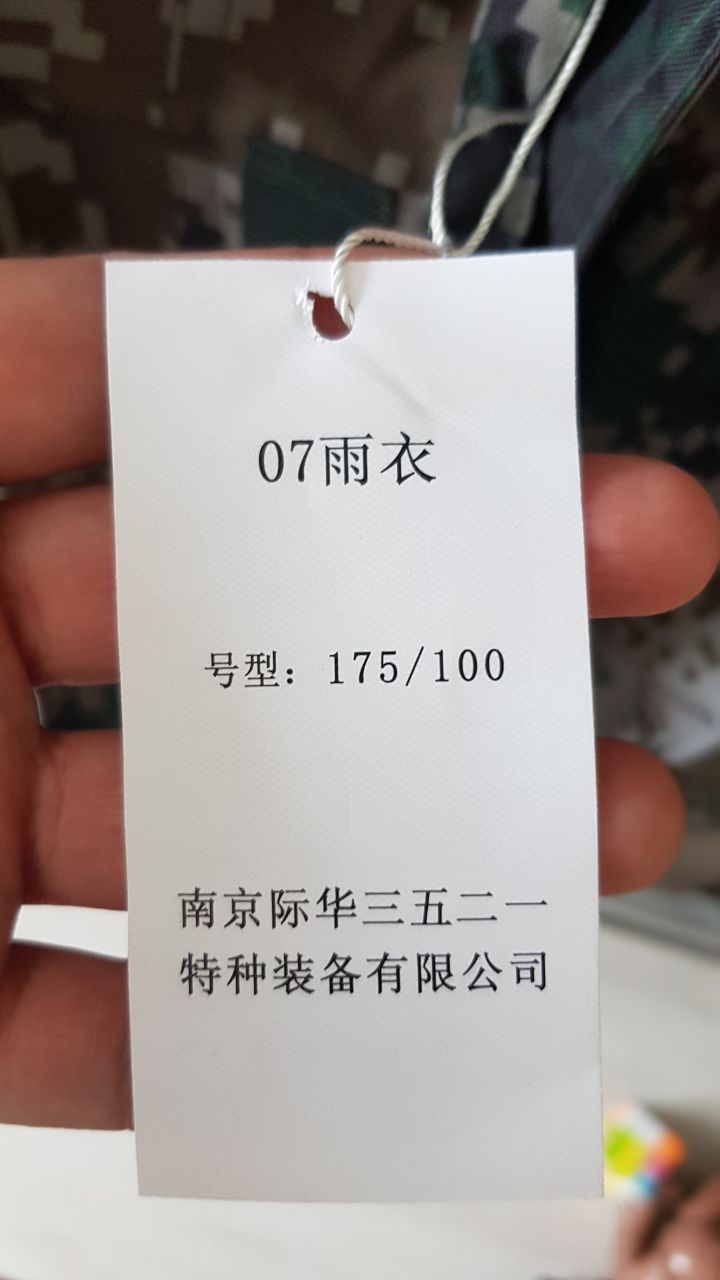 07雨衣
号型：175/100
南京际华三五二一
特种装备有限公司